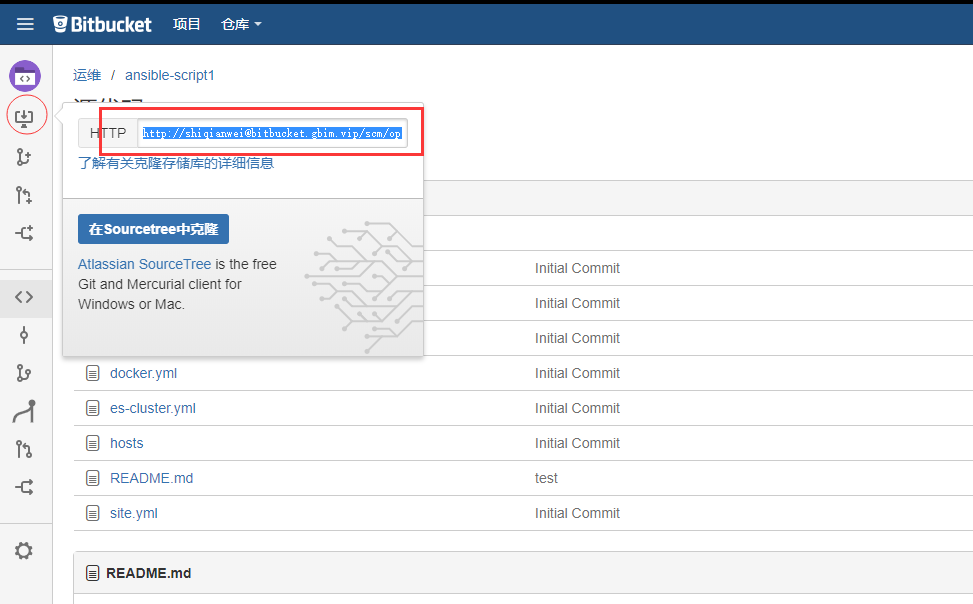 Bitbucket 项目 仓库
运维 / ansible-script1
HTTP http://shiqianwei@bitbucket.gbim.vip/scm/op
了解有关克隆存储库的详细信息
在Sourcetree中克隆
Atlassian SourceTree is the free
Git and Mercurial client for
Windows or Mac.
Initial Commit
Initial Commit
Initial Commit
docker.yml Initial Commit
es-cluster.yml Initial Commit
hosts Initial Commit
README.md test
site.yml Initial Commit
README.md